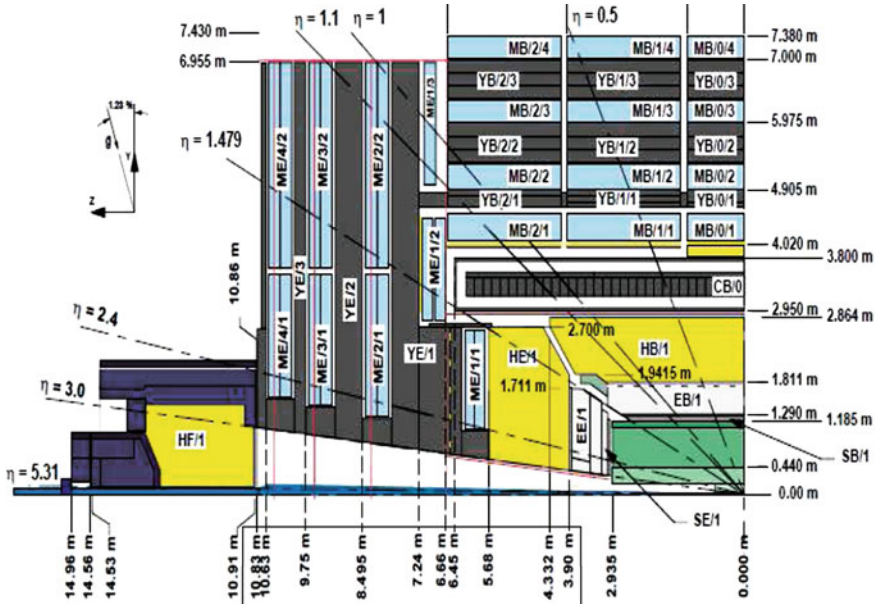 7.430 m
6.955 m
η = 1.1
η = 1
η = 0.5
η = 1.479
η = 2.4
η = 3.0
η = 5.31
1.23 %
g
Y
Z
MB/2/4
MB/1/4
MB/0/4
YB/2/3
YB/1/3
YB/0/3
MB/2/3
MB/1/3
MB/0/3
YB/2/2
YB/1/2
YB/0/2
MB/2/2
MB/1/2
MB/0/2
YB/2/1
YB/1/1
YB/0/1
MB/2/1
MB/1/1
MB/0/1
7.380 m
7.000 m
5.975 m
4.905 m
4.020 m
3.800 m
2.950 m
2.864 m
1.811 m
1.290 m
1.185 m
0.440 m
0.00 m
ME/4/2
ME/3/2
ME/2/2
ME/1/3
ME/1/2
YE/3
YE/2
YE/1
ME/4/1
ME/3/1
ME/2/1
ME/1/1
10.86 m
CB/0
2.700 m
HE/1
HB/1
1.9415 m
1.711 m
EB/1
EE/1
HF/1
SB/1
SE/1
14.96 m
14.56 m
14.53 m
10.91 m
10.83 m
10.63 m
9.75 m
8.495 m
7.24 m
6.66 m
6.45 m
5.68 m
4.332 m
3.90 m
2.935 m
0.000 m